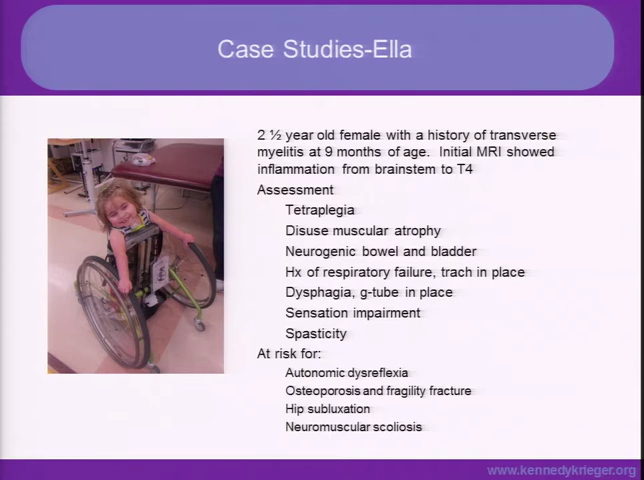 Case Studies-Ella
2 ½ year old female with a history of transverse
myelitis at 9 months of age. Initial MRI showed
inflammation from brainstem to T4
Assessment
Tetraplegia
Disuse muscular atrophy
Neurogenic bowel and bladder
Hx of respiratory failure, trach in place
Dysphagia, g-tube in place
Sensation impairment
Spasticity
At risk for:
Autonomic dysreflexia
Osteoporosis and fragility fracture
Hip subluxation
Neuromuscular scoliosis
www.kennedykrieger.org